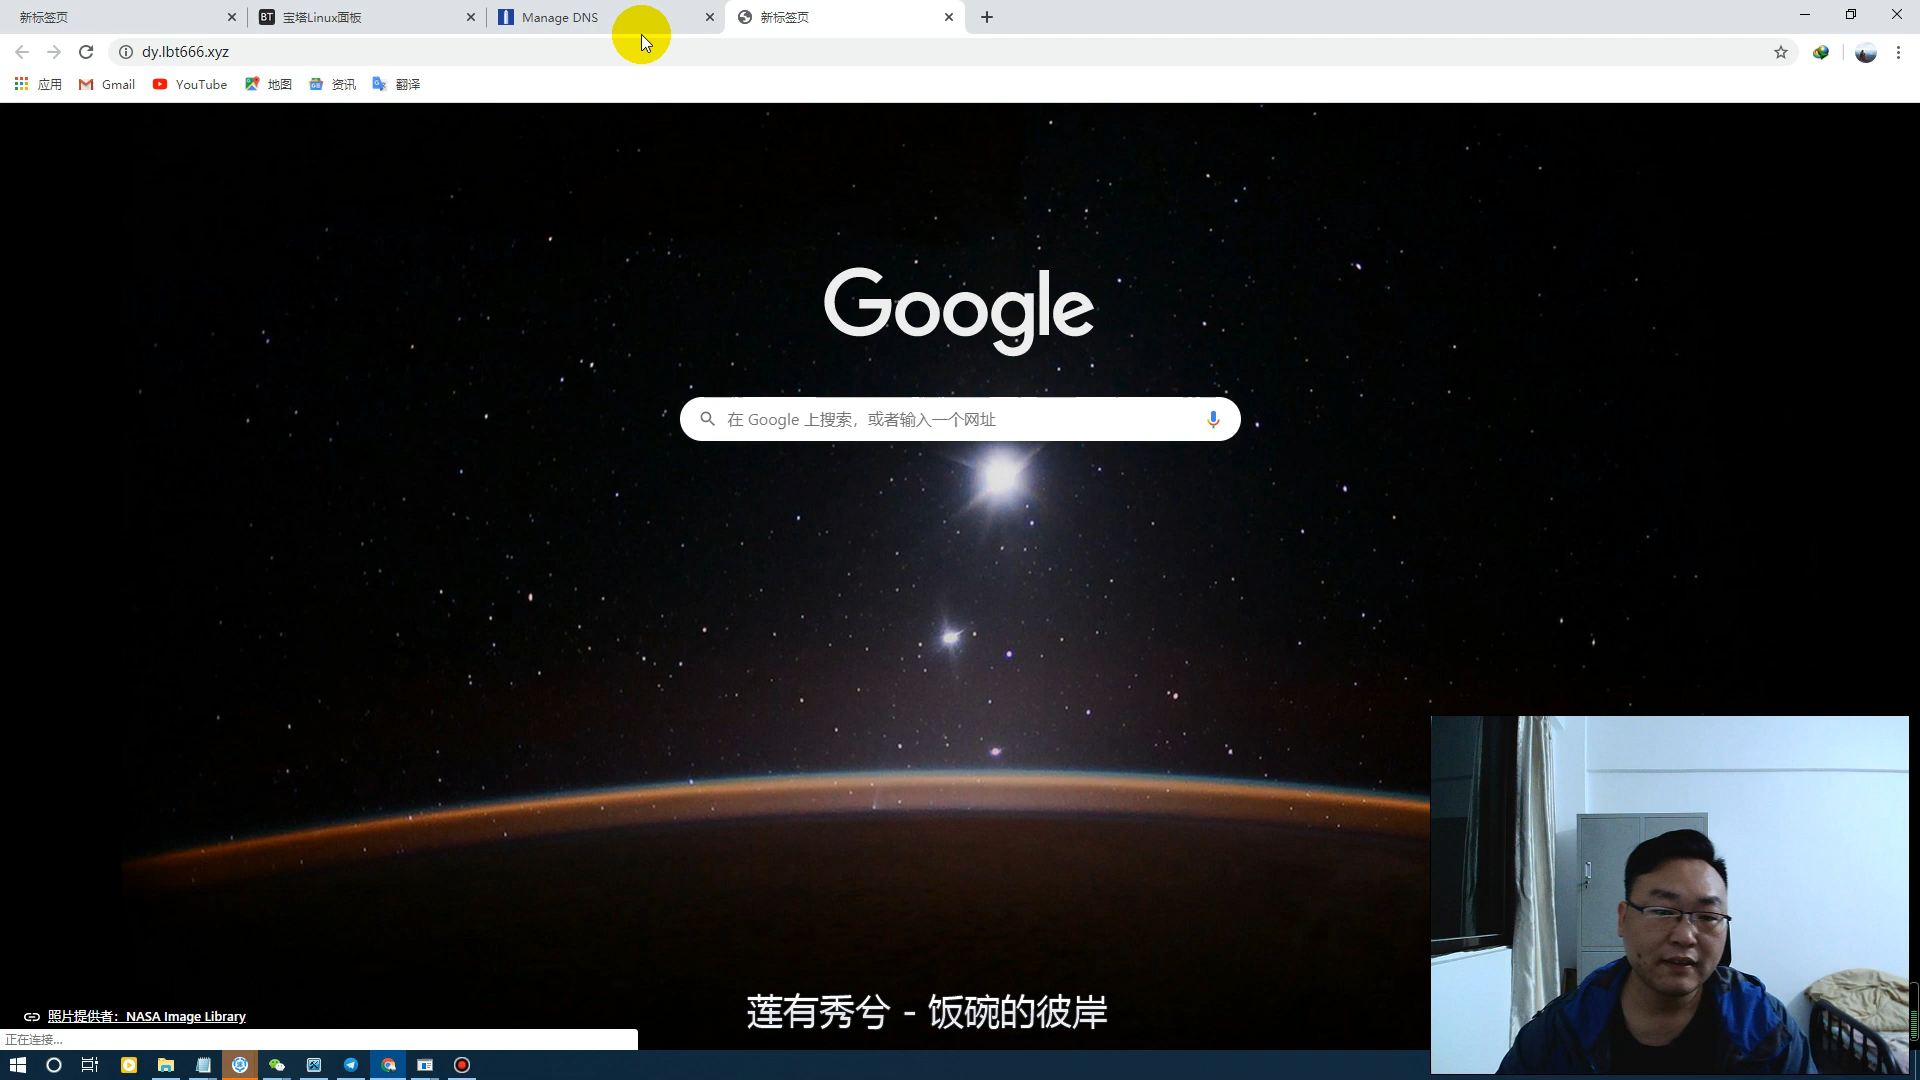 新标签页
BT 宝塔Linux面板
Manage DNS
新标签页
dy.lbt666.xyz
应用 Gmail YouTube 地图 资讯 翻译
Google
在 Google 上搜索，或者输入一个网址
莲有秀兮 - 饭碗的彼岸
照片提供者：NASA Image Library
正在连接...